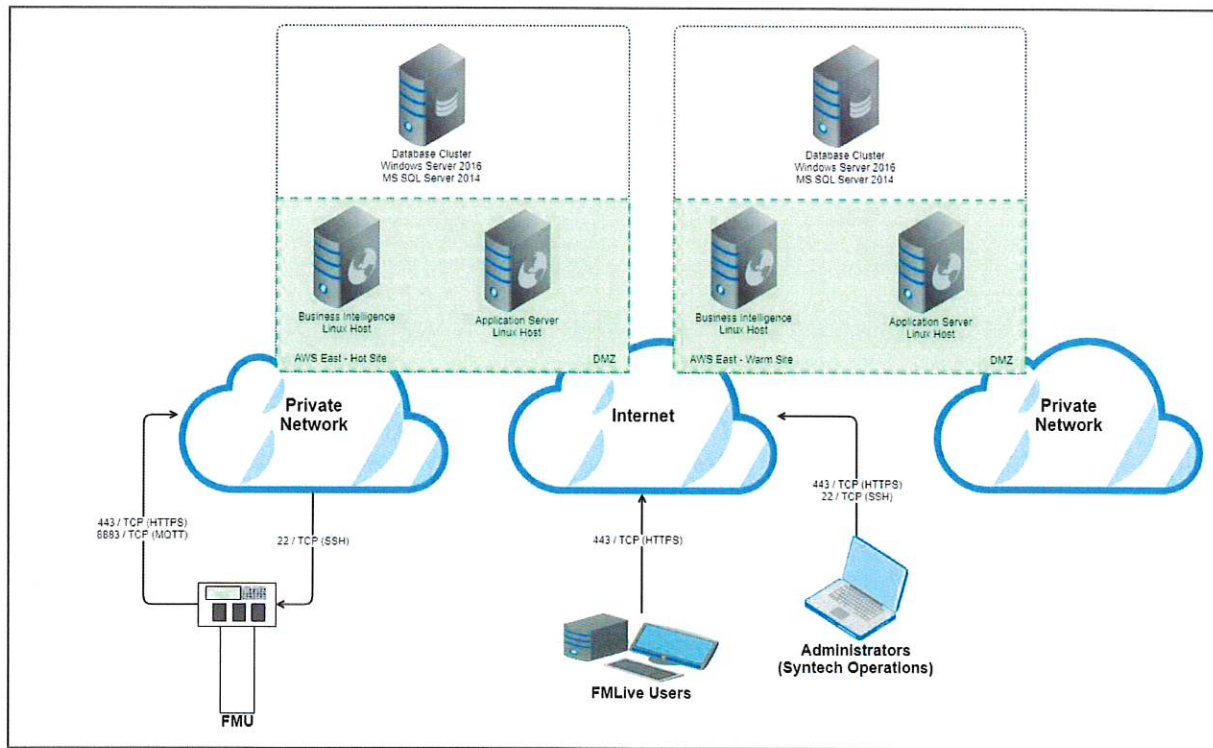 Database Cluster
Windows Server 2016
MS SQL Server 2014
Database Cluster
Windows Server 2016
MS SQL Server 2014
Business Intelligence
Linux Host
Application Server
Linux Host
AWS East - Hot Site
DMZ
Business Intelligence
Linux Host
Application Server
Linux Host
AWS East - Warm Site
DMZ
Private
Network
Internet
Private
Network
443 / TCP (HTTPS)
8883 / TCP (MQTT)
22 / TCP (SSH)
443 / TCP (HTTPS)
443 / TCP (HTTPS)
22 / TCP (SSH)
FMU
FMLive Users
Administrators
(Syntech Operations)